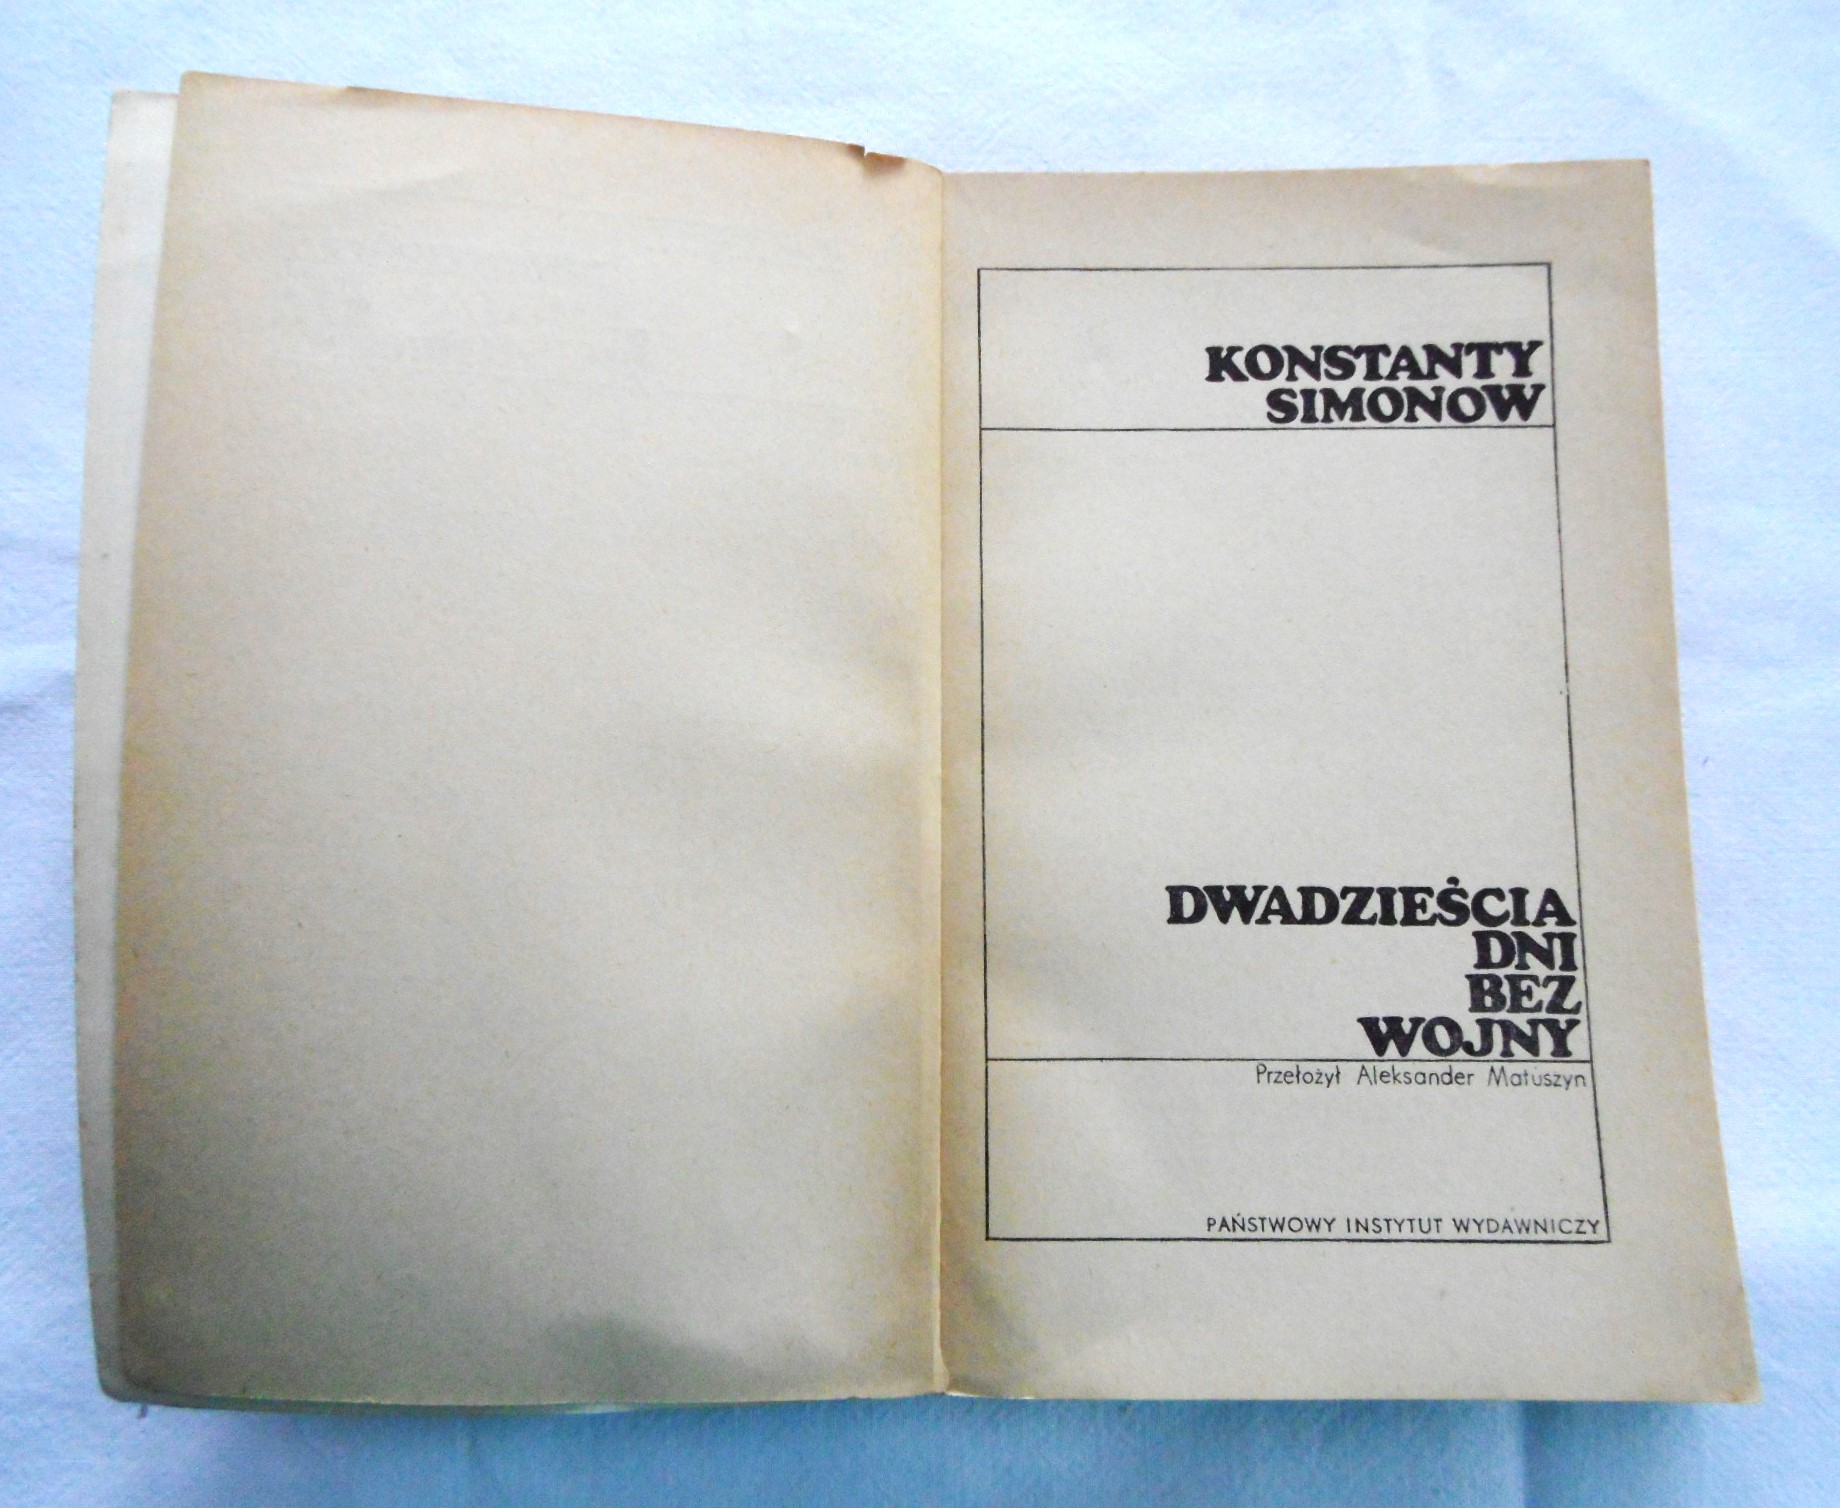 KONSTANTY
SIMONOW
DWADZIEŚCIA
DNI
BEZ
WOJNY
Przełożył Aleksander Matuszyn
PAŃSTWOWY INSTYTUT WYDAWNICZY